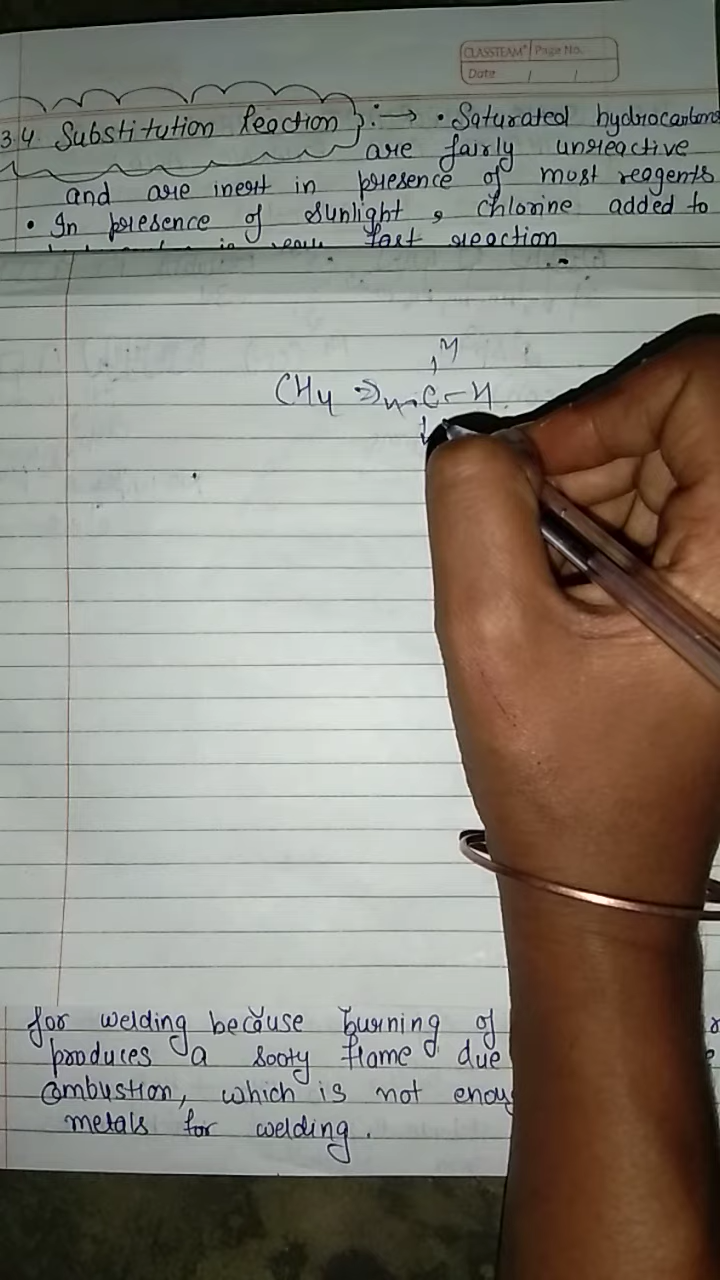 CLASSTEAM® Page No.
Date / /
3.4 Substitution Reaction :→ • Saturated hydrocarbons
are fairly unreactive
and are inert in presence of most reagents
• In presence of sunlight, chlorine added to
fast reaction
H
CH4 ⇒ H-C-H
for welding because burning of
produces a sooty flame due
combustion, which is not
metals for welding.